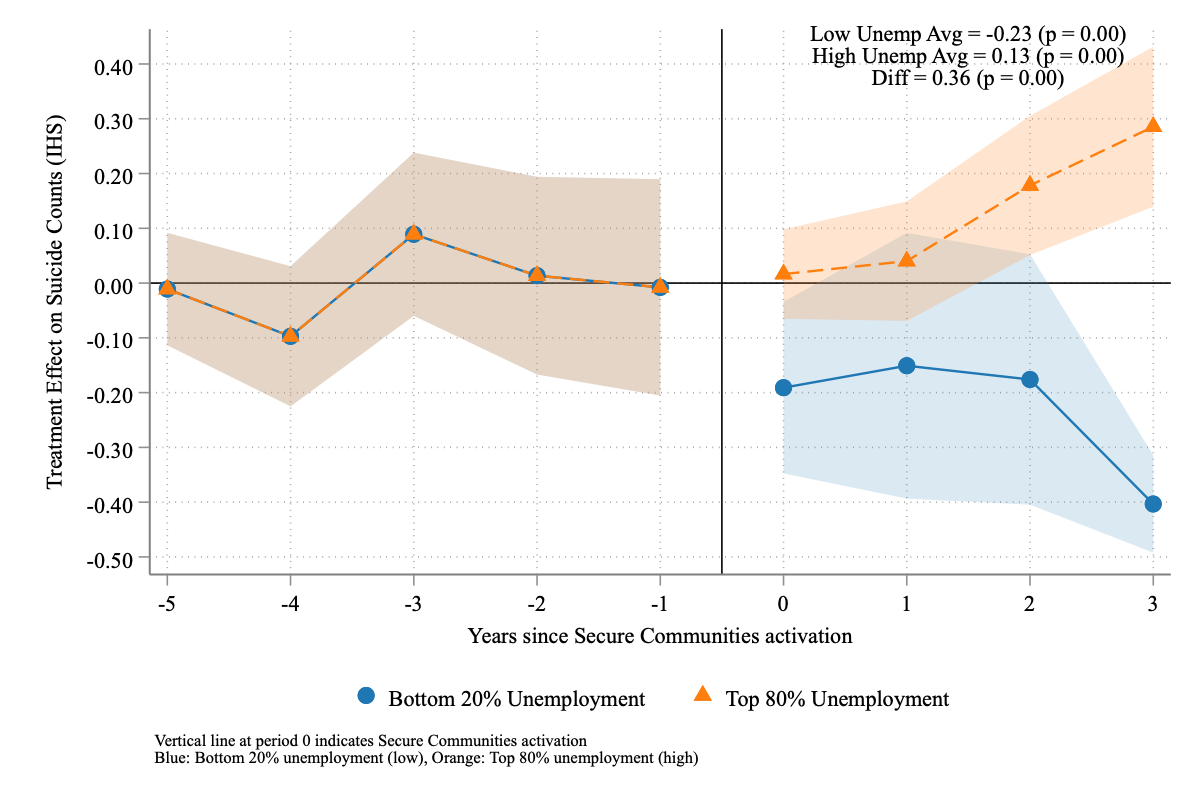 Low Unemp Avg = -0.23 (p = 0.00)
High Unemp Avg = 0.13 (p = 0.00)
Diff = 0.36 (p = 0.00)
Treatment Effect on Suicide Counts (IHS)
0.40
0.30
0.20
0.10
0.00
-0.10
-0.20
-0.30
-0.40
-0.50
-5 -4 -3 -2 -1 0 1 2 3
Years since Secure Communities activation
Bottom 20% Unemployment Top 80% Unemployment
Vertical line at period 0 indicates Secure Communities activation
Blue: Bottom 20% unemployment (low), Orange: Top 80% unemployment (high)